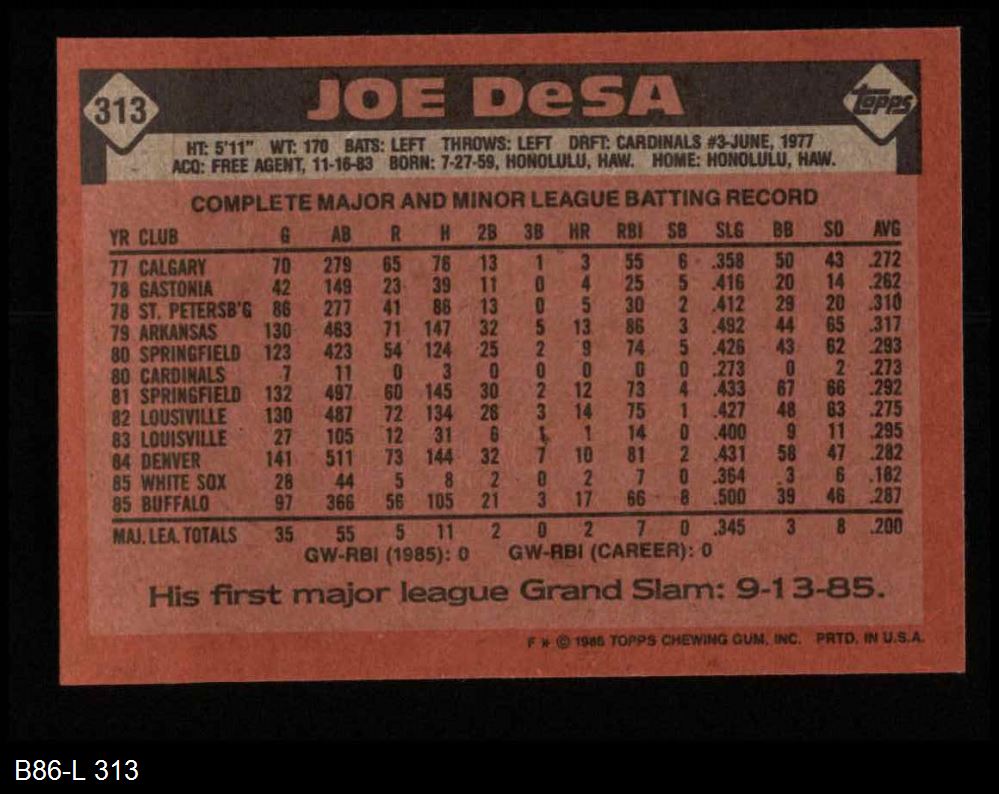 313
JOE DeSA
Topps
HT: 5'11" WT: 170 BATS: LEFT THROWS: LEFT DRFT: CARDINALS #3-JUNE, 1977
ACQ: FREE AGENT, 11-16-83 BORN: 7-27-59, HONOLULU, HAW. HOME: HONOLULU, HAW.
COMPLETE MAJOR AND MINOR LEAGUE BATTING RECORD
YR CLUB G AB R H 2B 3B HR RBI SB SLG BB SO AVG
77 CALGARY 70 279 65 76 13 1 3 55 6 .358 50 43 .272
78 GASTONIA 42 149 23 39 11 0 4 25 5 .416 20 14 .262
78 ST. PETERSB'G 86 277 41 86 13 0 5 30 2 .412 29 20 .310
79 ARKANSAS 130 463 71 147 32 5 13 86 3 .492 44 65 .317
80 SPRINGFIELD 123 423 54 124 25 2 9 74 5 .426 43 62 .293
80 CARDINALS 7 11 0 3 0 0 0 0 0 .273 0 2 .273
81 SPRINGFIELD 132 497 60 145 30 2 12 73 4 .433 67 66 .292
82 LOUSIVILLE 130 487 72 134 26 3 14 75 1 .427 48 63 .275
83 LOUISVILLE 27 105 12 31 6 1 1 14 0 .400 9 11 .295
84 DENVER 141 511 73 144 32 7 10 81 2 .431 58 47 .282
85 WHITE SOX 28 44 5 8 2 0 2 7 0 .364 3 6 .182
85 BUFFALO 97 366 56 105 21 3 17 66 8 .500 39 46 .287
MAJ. LEA. TOTALS 35 55 5 11 2 0 2 7 0 .345 3 8 .200
GW-RBI (1985): 0 GW-RBI (CAREER): 0
His first major league Grand Slam: 9-13-85.
F ** © 1986 TOPPS CHEWING GUM, INC. PRTD. IN U.S.A.
B86-L 313